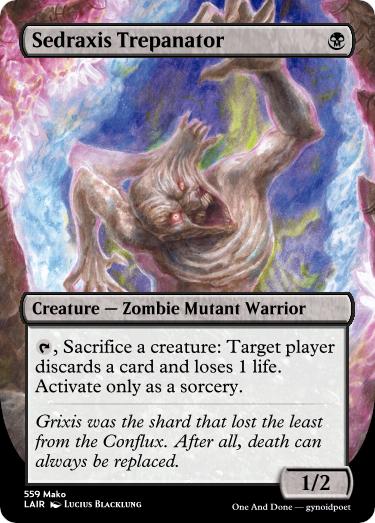 Sedraxis Trepanator
Creature — Zombie Mutant Warrior
, Sacrifice a creature: Target player
discards a card and loses 1 life.
Activate only as a sorcery.
Grixis was the shard that lost the least
from the Conflux. After all, death can
always be replaced.
1/2
559 Mako
LAIR Lucius Blacklung
One And Done — gynoidpoet